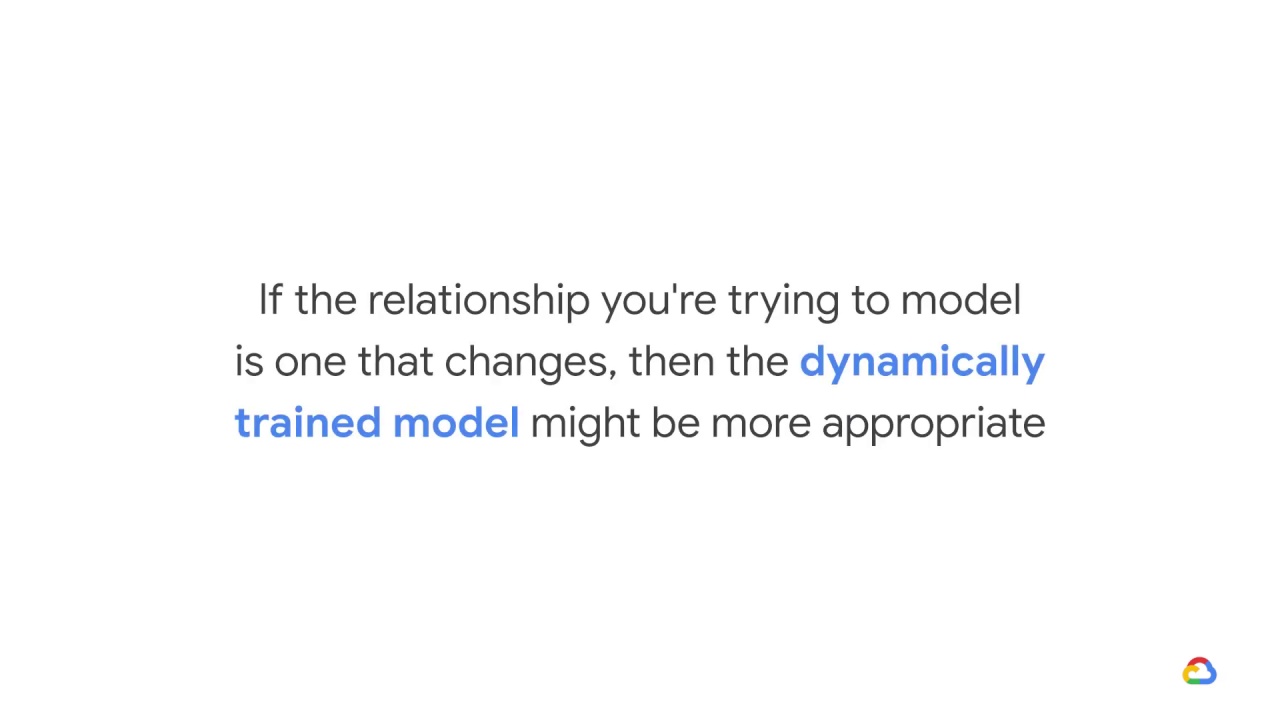 If the relationship you're trying to model
is one that changes, then the dynamically
trained model might be more appropriate